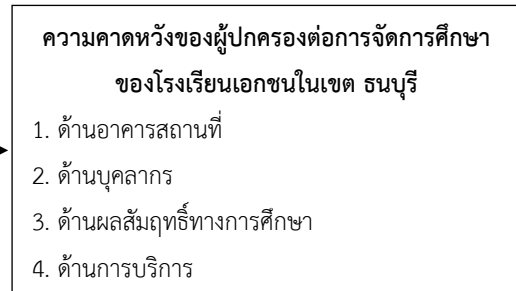 ความคาดหวังของผู้ปกครองต่อการจัดการศึกษา
ของโรงเรียนเอกชนในเขต ธนบุรี
1. ด้านอาคารสถานที่
2. ด้านบุคลากร
3. ด้านผลสัมฤทธิ์ทางการศึกษา
4. ด้านการบริการ